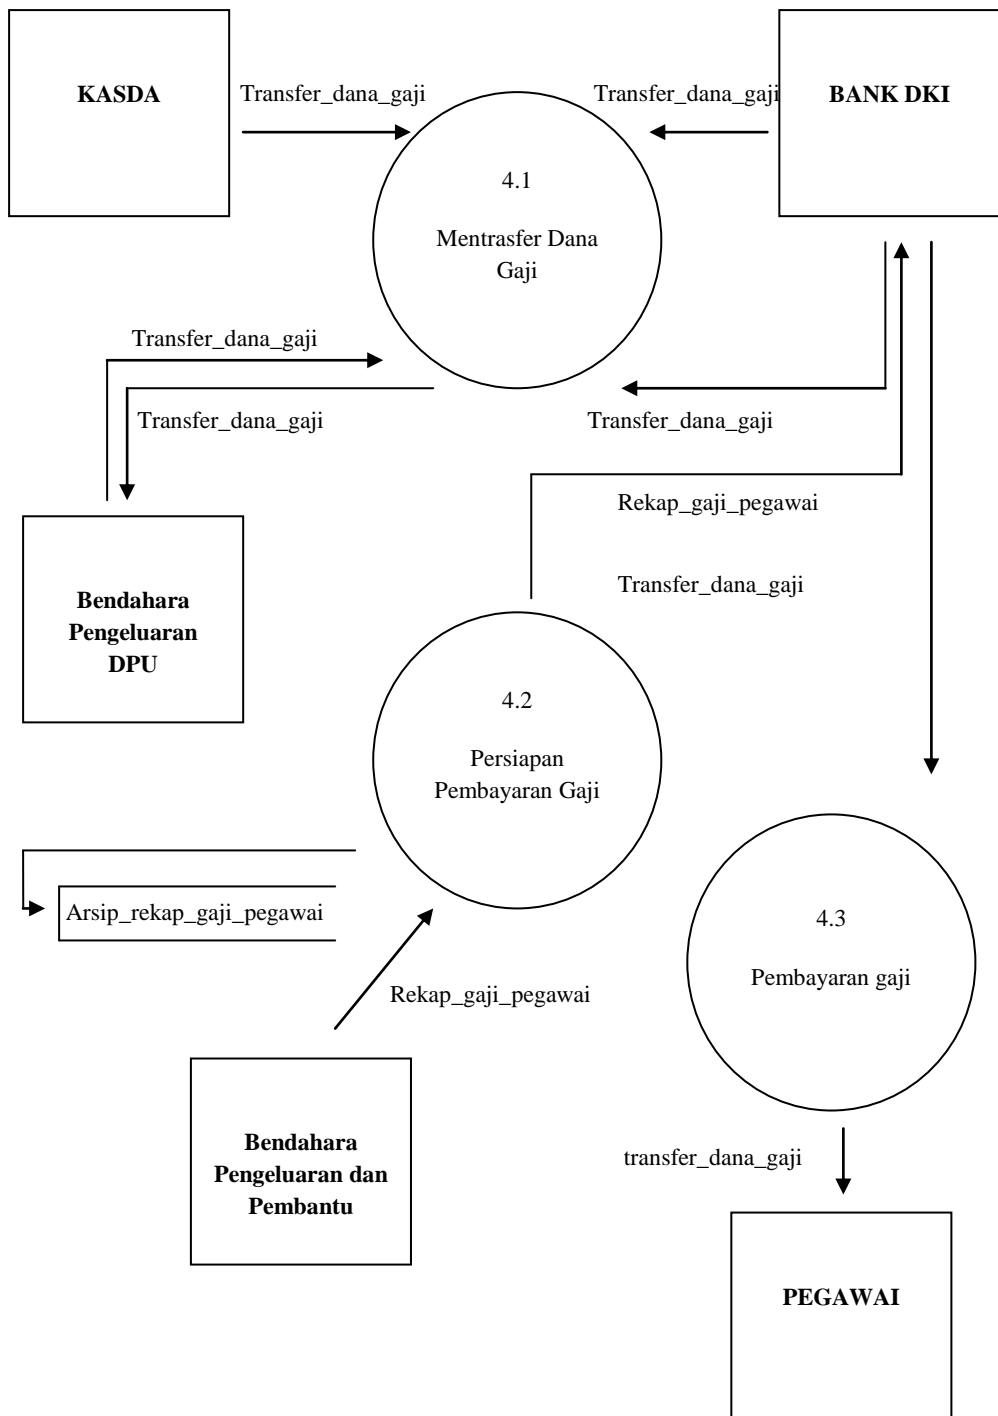 KASDA
Transfer_dana_gaji
Transfer_dana_gaji
BANK DKI
4.1
Mentrasfer Dana
Gaji
Transfer_dana_gaji
Transfer_dana_gaji
Transfer_dana_gaji
Rekap_gaji_pegawai
Transfer_dana_gaji
Bendahara
Pengeluaran
DPU
4.2
Persiapan
Pembayaran Gaji
Arsip_rekap_gaji_pegawai
4.3
Pembayaran gaji
Rekap_gaji_pegawai
Bendahara
Pengeluaran dan
Pembantu
transfer_dana_gaji
PEGAWAI